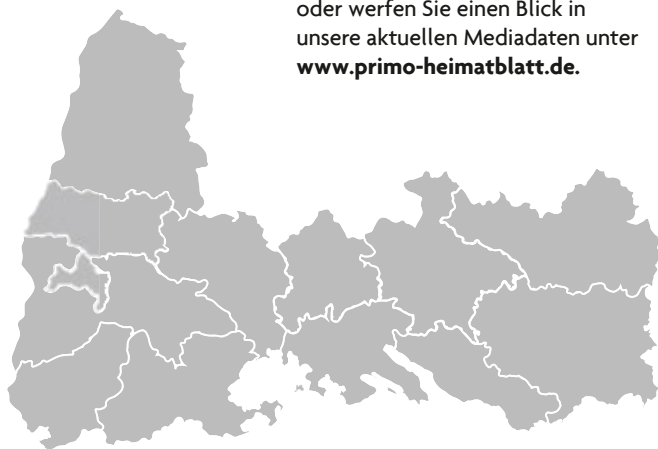 oder werfen Sie einen Blick in
unsere aktuellen Mediadaten unter
www.primo-heimatblatt.de.